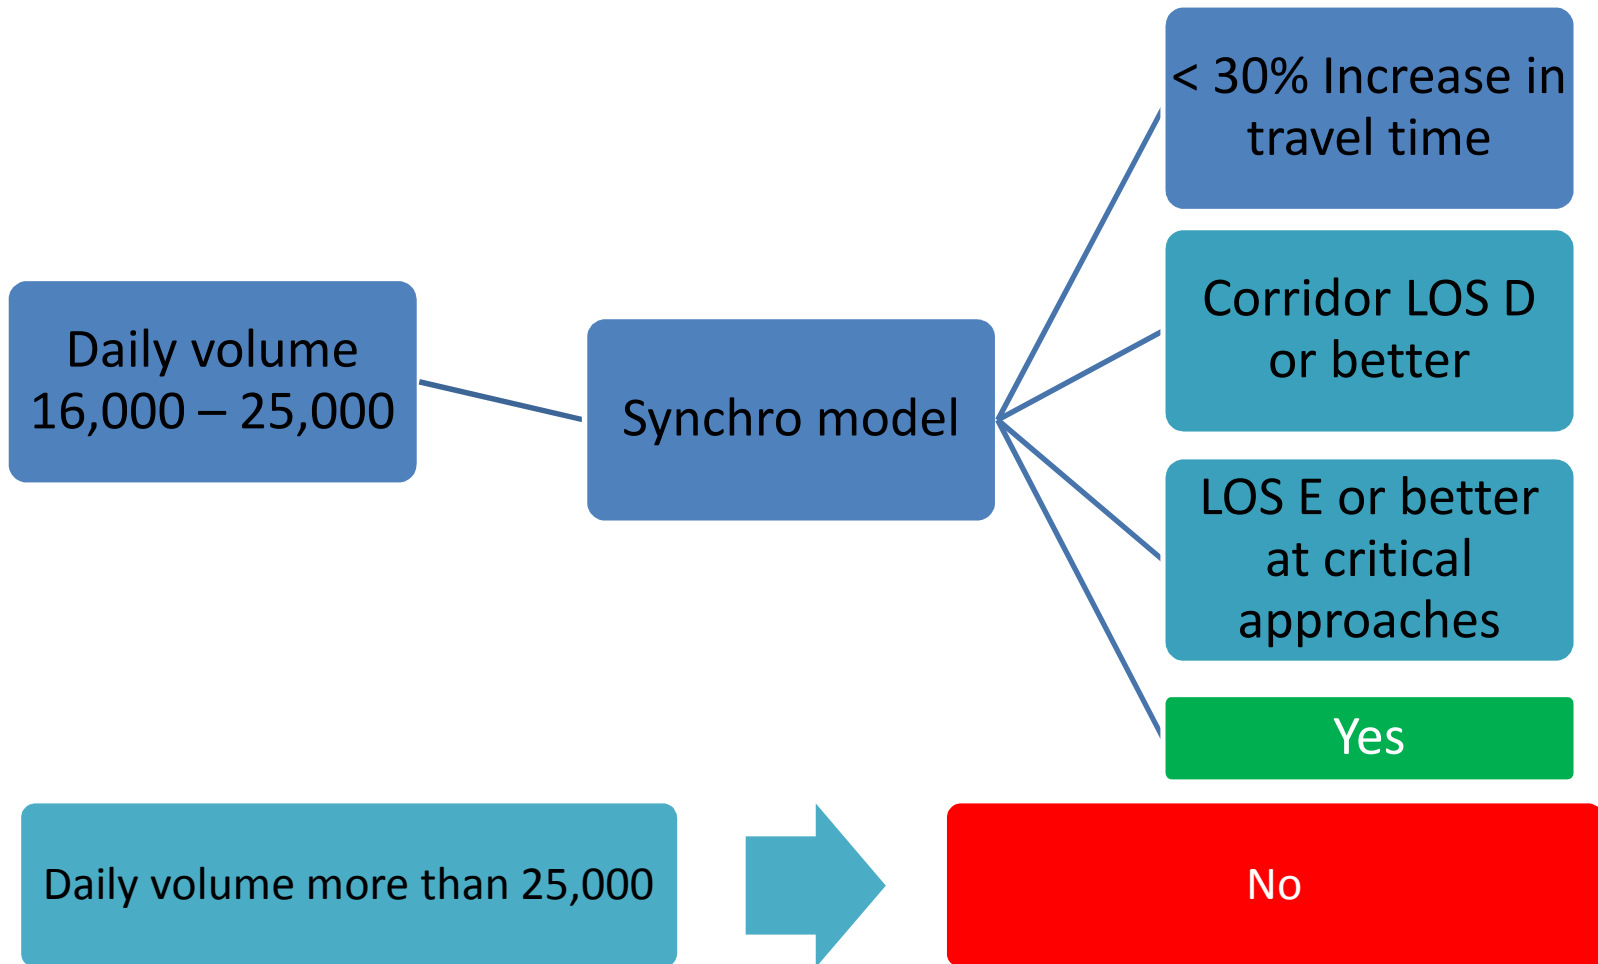 Daily volume
16,000 – 25,000
Synchro model
< 30% Increase in
travel time
Corridor LOS D
or better
LOS E or better
at critical
approaches
Yes
Daily volume more than 25,000
No